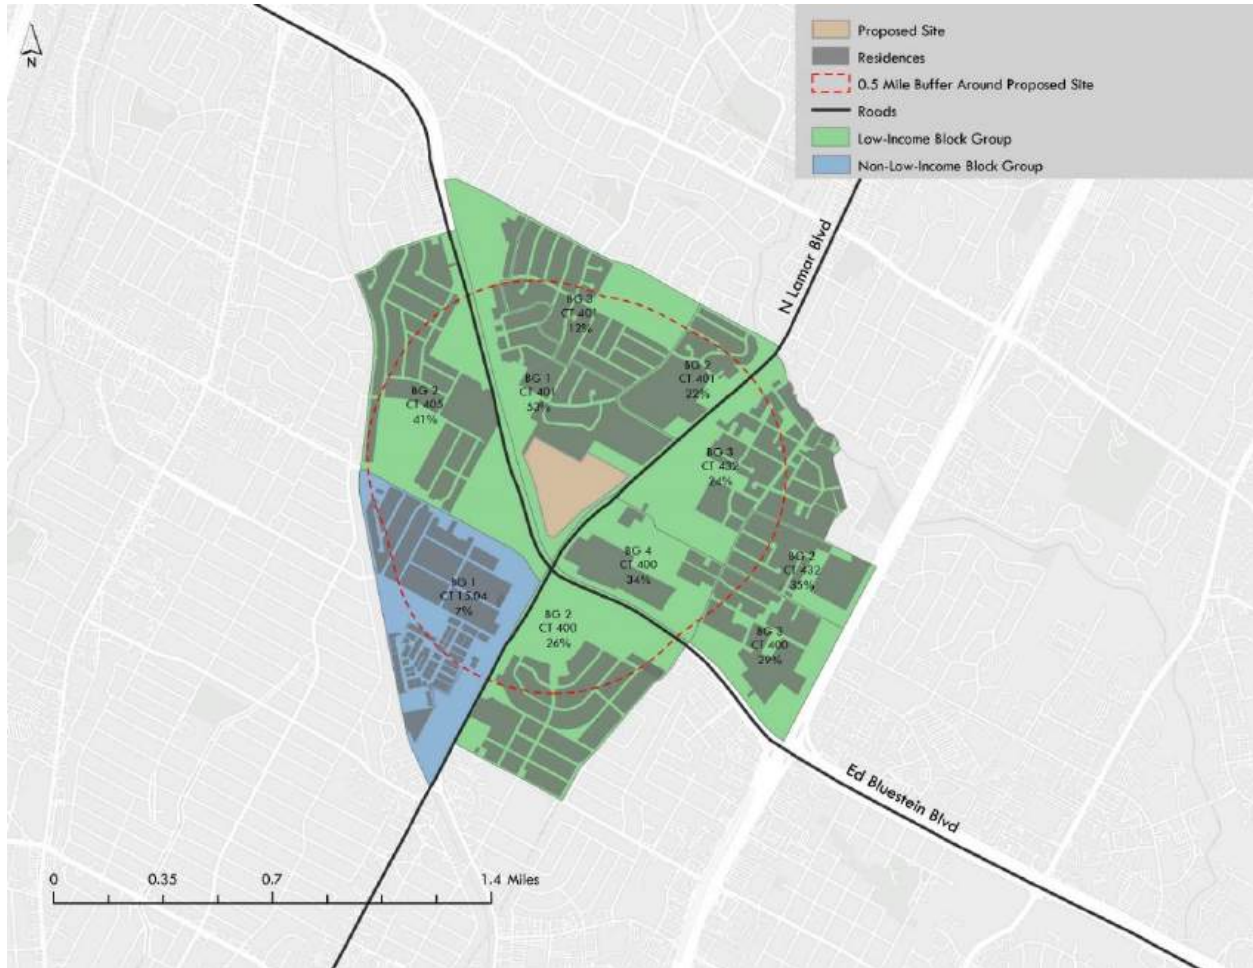 Proposed Site
Residences
0.5 Mile Buffer Around Proposed Site
Roads
Low-Income Block Group
Non-Low-Income Block Group
N
N Lamar Blvd
BG 3
CT 401
12%
BG 2
CT 401
22%
BG 1
CT 401
53%
BG 2
CT 405
41%
BG 3
CT 432
24%
BG 4
CT 400
34%
BG 2
CT 432
35%
BG 1
CT 15.04
7%
BG 2
CT 400
26%
BG 3
CT 400
29%
Ed Bluestein Blvd
0 0.35 0.7 1.4 Miles